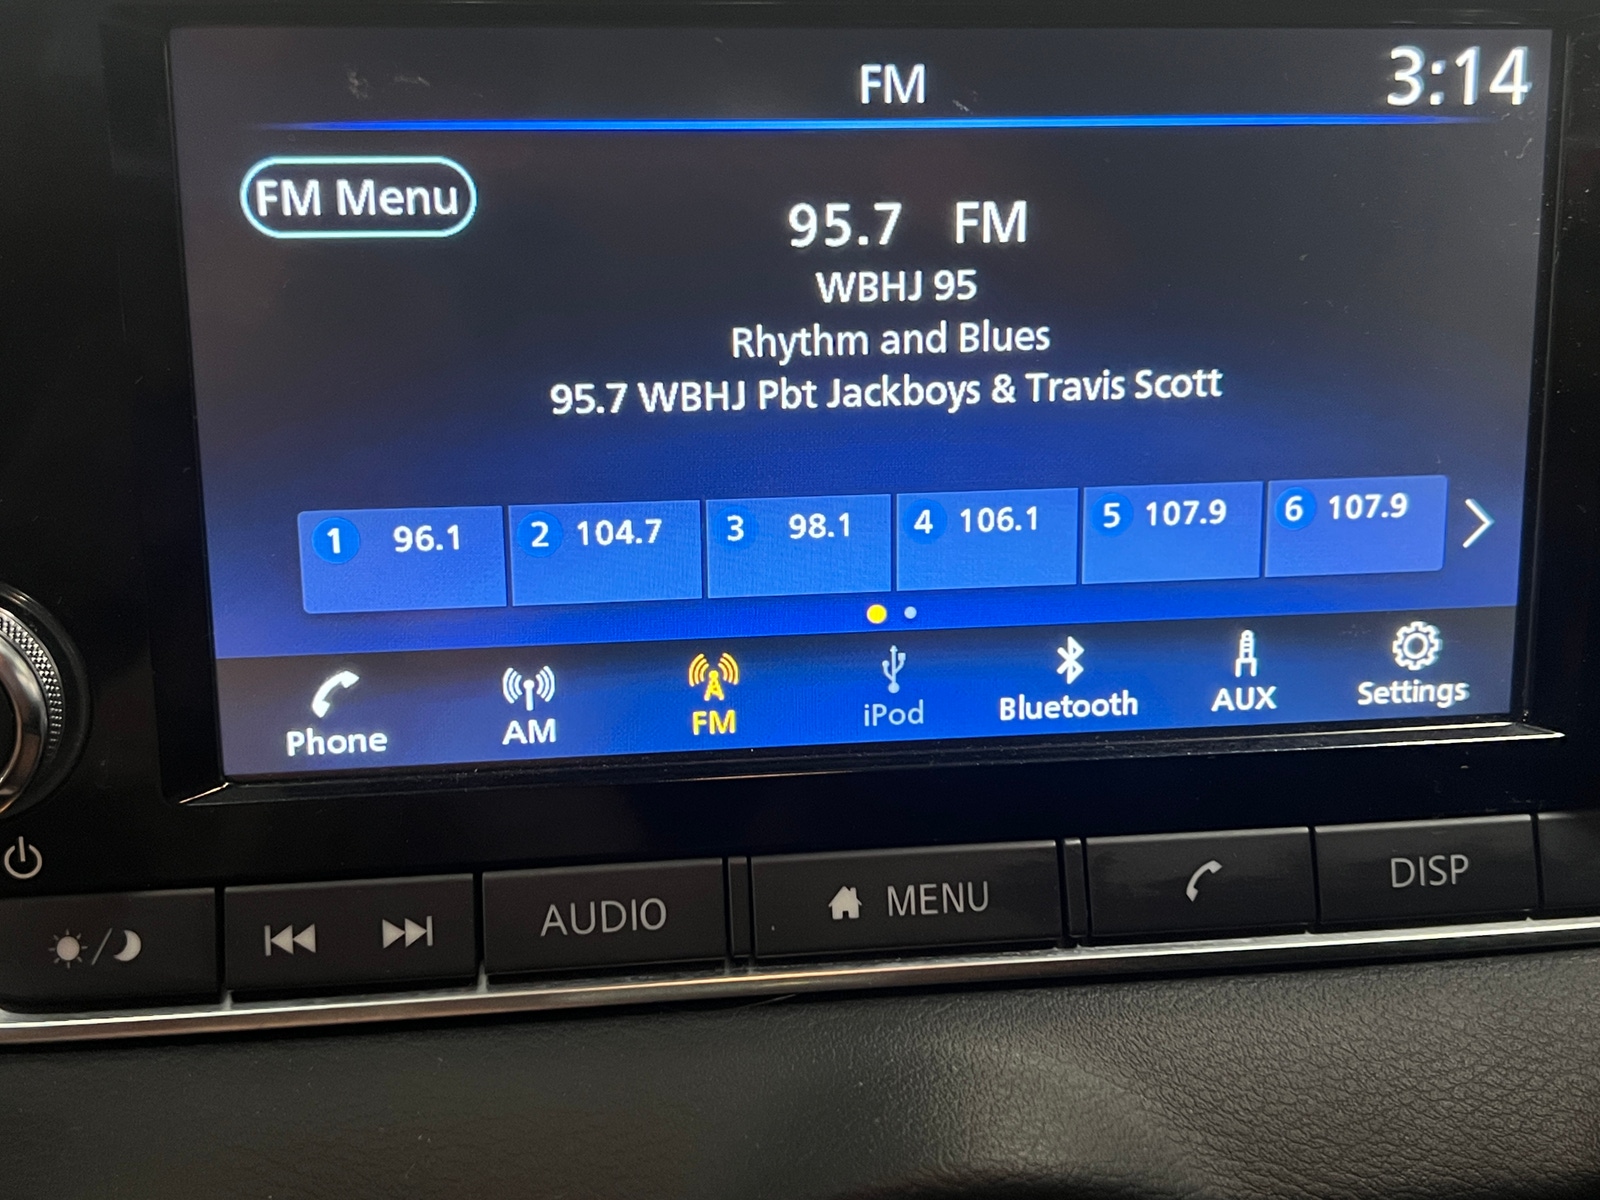 FM
3:14
FM Menu
95.7 FM
WBHJ 95
Rhythm and Blues
95.7 WBHJ Pbt Jackboys & Travis Scott
1 96.1
2 104.7
3 98.1
4 106.1
5 107.9
6 107.9
Phone
AM
FM
iPod
Bluetooth
AUX
Settings
AUDIO
MENU
DISP